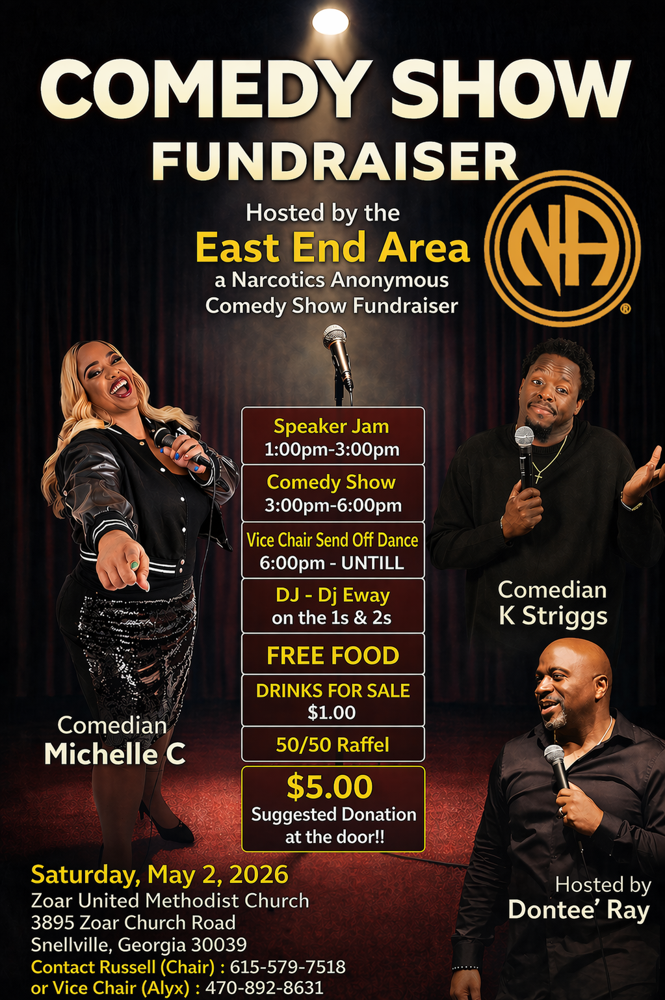 COMEDY SHOW
FUNDRAISER
Hosted by the
East End Area
a Narcotics Anonymous
Comedy Show Fundraiser
NA
®
Speaker Jam
1:00pm-3:00pm
Comedy Show
3:00pm-6:00pm
Vice Chair Send Off Dance
6:00pm - UNTILL
DJ - Dj Eway
on the 1s & 2s
FREE FOOD
DRINKS FOR SALE
$1.00
50/50 Raffel
$5.00
Suggested Donation
at the door!!
Comedian
K Striggs
Comedian
Michelle C
Hosted by
Dontee’ Ray
Saturday, May 2, 2026
Zoar United Methodist Church
3895 Zoar Church Road
Snellville, Georgia 30039
Contact Russell (Chair) : 615-579-7518
or Vice Chair (Alyx) : 470-892-8631